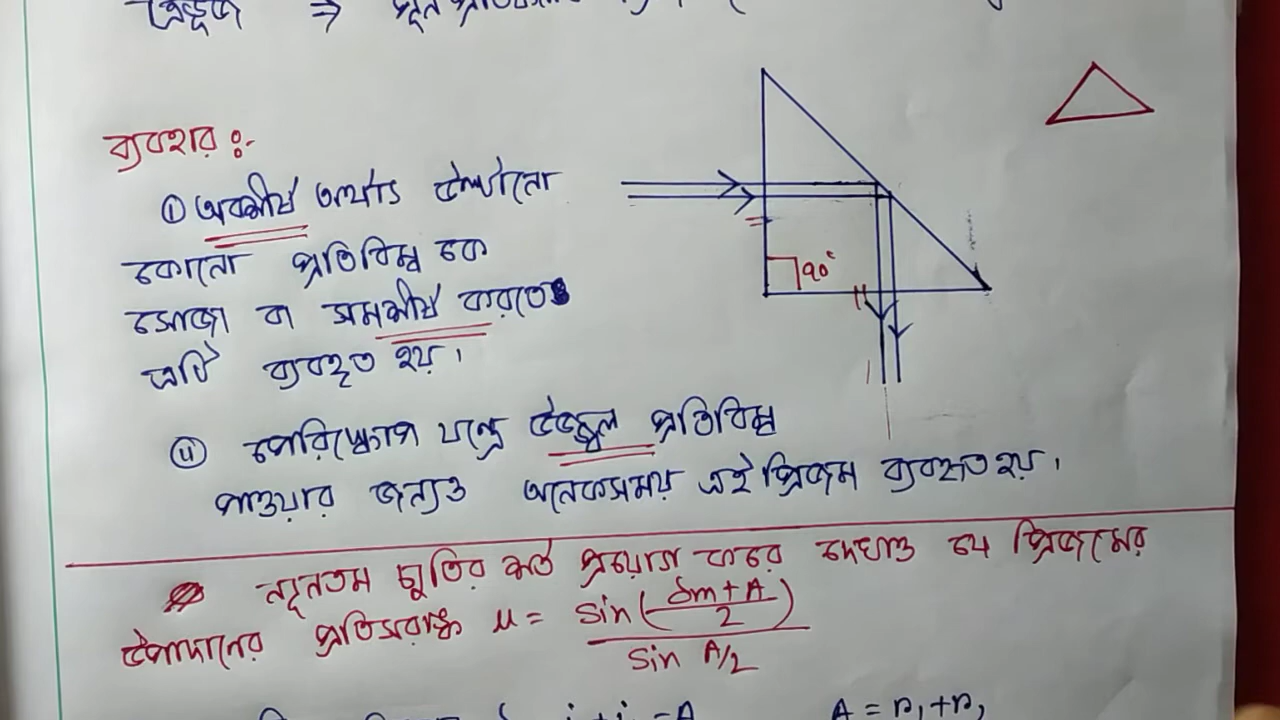 ব্যবহার :-
① অবশীর্ষ অর্থাৎ উল্টানো
কোনো প্রতিবিম্ব কে
সোজা বা সমশীর্ষ করতে
এটি ব্যবহৃত হয়।
90°
ⅱ পেরিস্কোপ যন্ত্রে উজ্জ্বল প্রতিবিম্ব
পাওয়ার জন্যও অনেকসময় এই প্রিজম ব্যবহৃত হয়।
ন্যূনতম চ্যুতির শর্ত প্রয়োগ করে দেখাও যে প্রিজমের
উপাদানের প্রতিসরাঙ্ক μ = sin(δm+A/2) / sin A/2
A = r₁+r₂